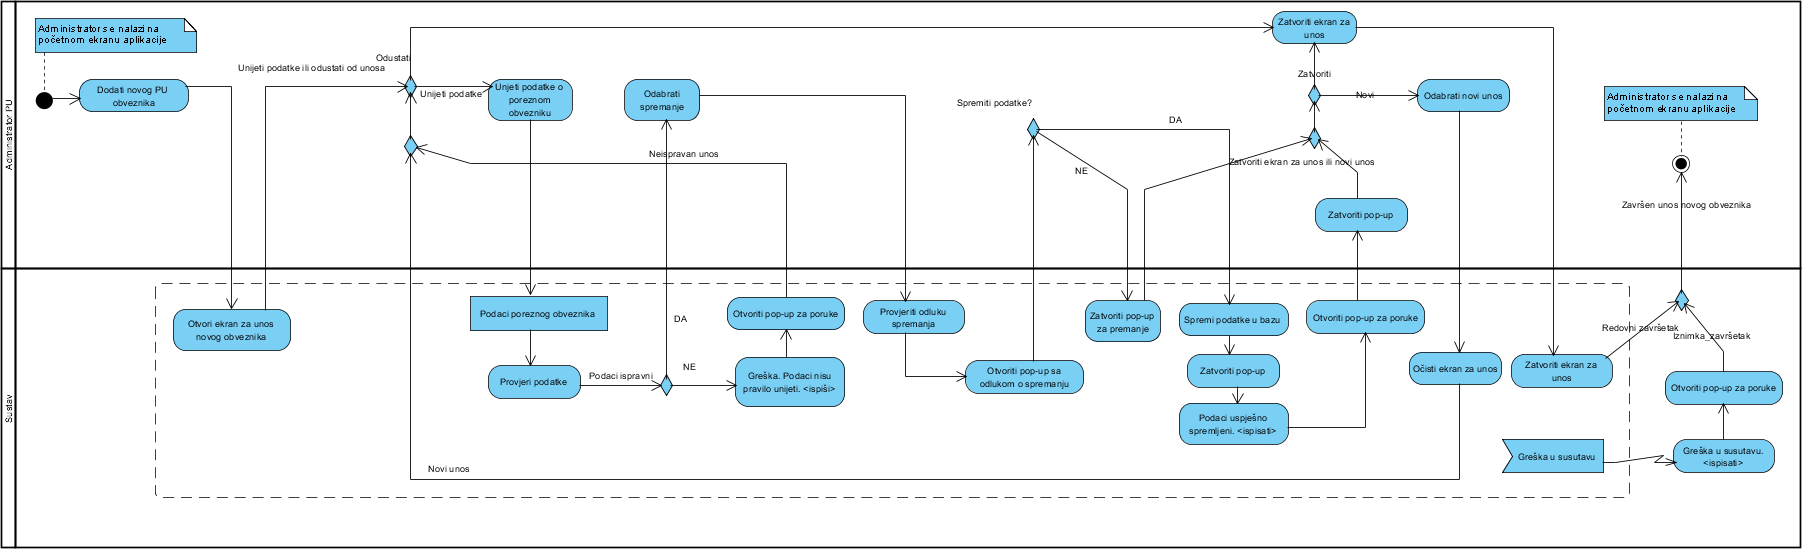 Administrator PU
Administrator se nalazi na
početnom ekranu aplikacije
Dodati novog PU
obveznika
Unijeti podatke ili odustati od unosa
Odustati
Unijeti podatke
Unjeti podatke o
poreznom
obvezniku
Odabrati
spremanje
Neispravan unos
Spremiti podatke?
DA
NE
Zatvoriti ekran za
unos
Zatvoriti
Novi
Odabrati novi unos
Zatvoriti ekran za unos ili novi unos
Zatvoriti pop-up
Administrator se nalazi na
početnom ekranu aplikacije
Završen unos novog obveznika
Sustav
Otvori ekran za unos
novog obveznika
Podaci poreznog obveznika
Provjeri podatke
Podaci ispravni
DA
NE
Otvoriti pop-up za poruke
Greška. Podaci nisu
pravilo unijeti. <ispiši>
Provjeriti odluku
spremanja
Otvoriti pop-up sa
odlukom o spremanju
Zatvoriti pop-up
za premanje
Spremi podatke u bazu
Zatvoriti pop-up
Podaci uspješno
spremljeni. <ispisati>
Otvoriti pop-up za poruke
Očisti ekran za unos
Zatvoriti ekran za
unos
Redovni završetak
Iznimka_završetak
Otvoriti pop-up za poruke
Greška u susutavu
Greška u susutavu.
<ispisati>
Novi unos